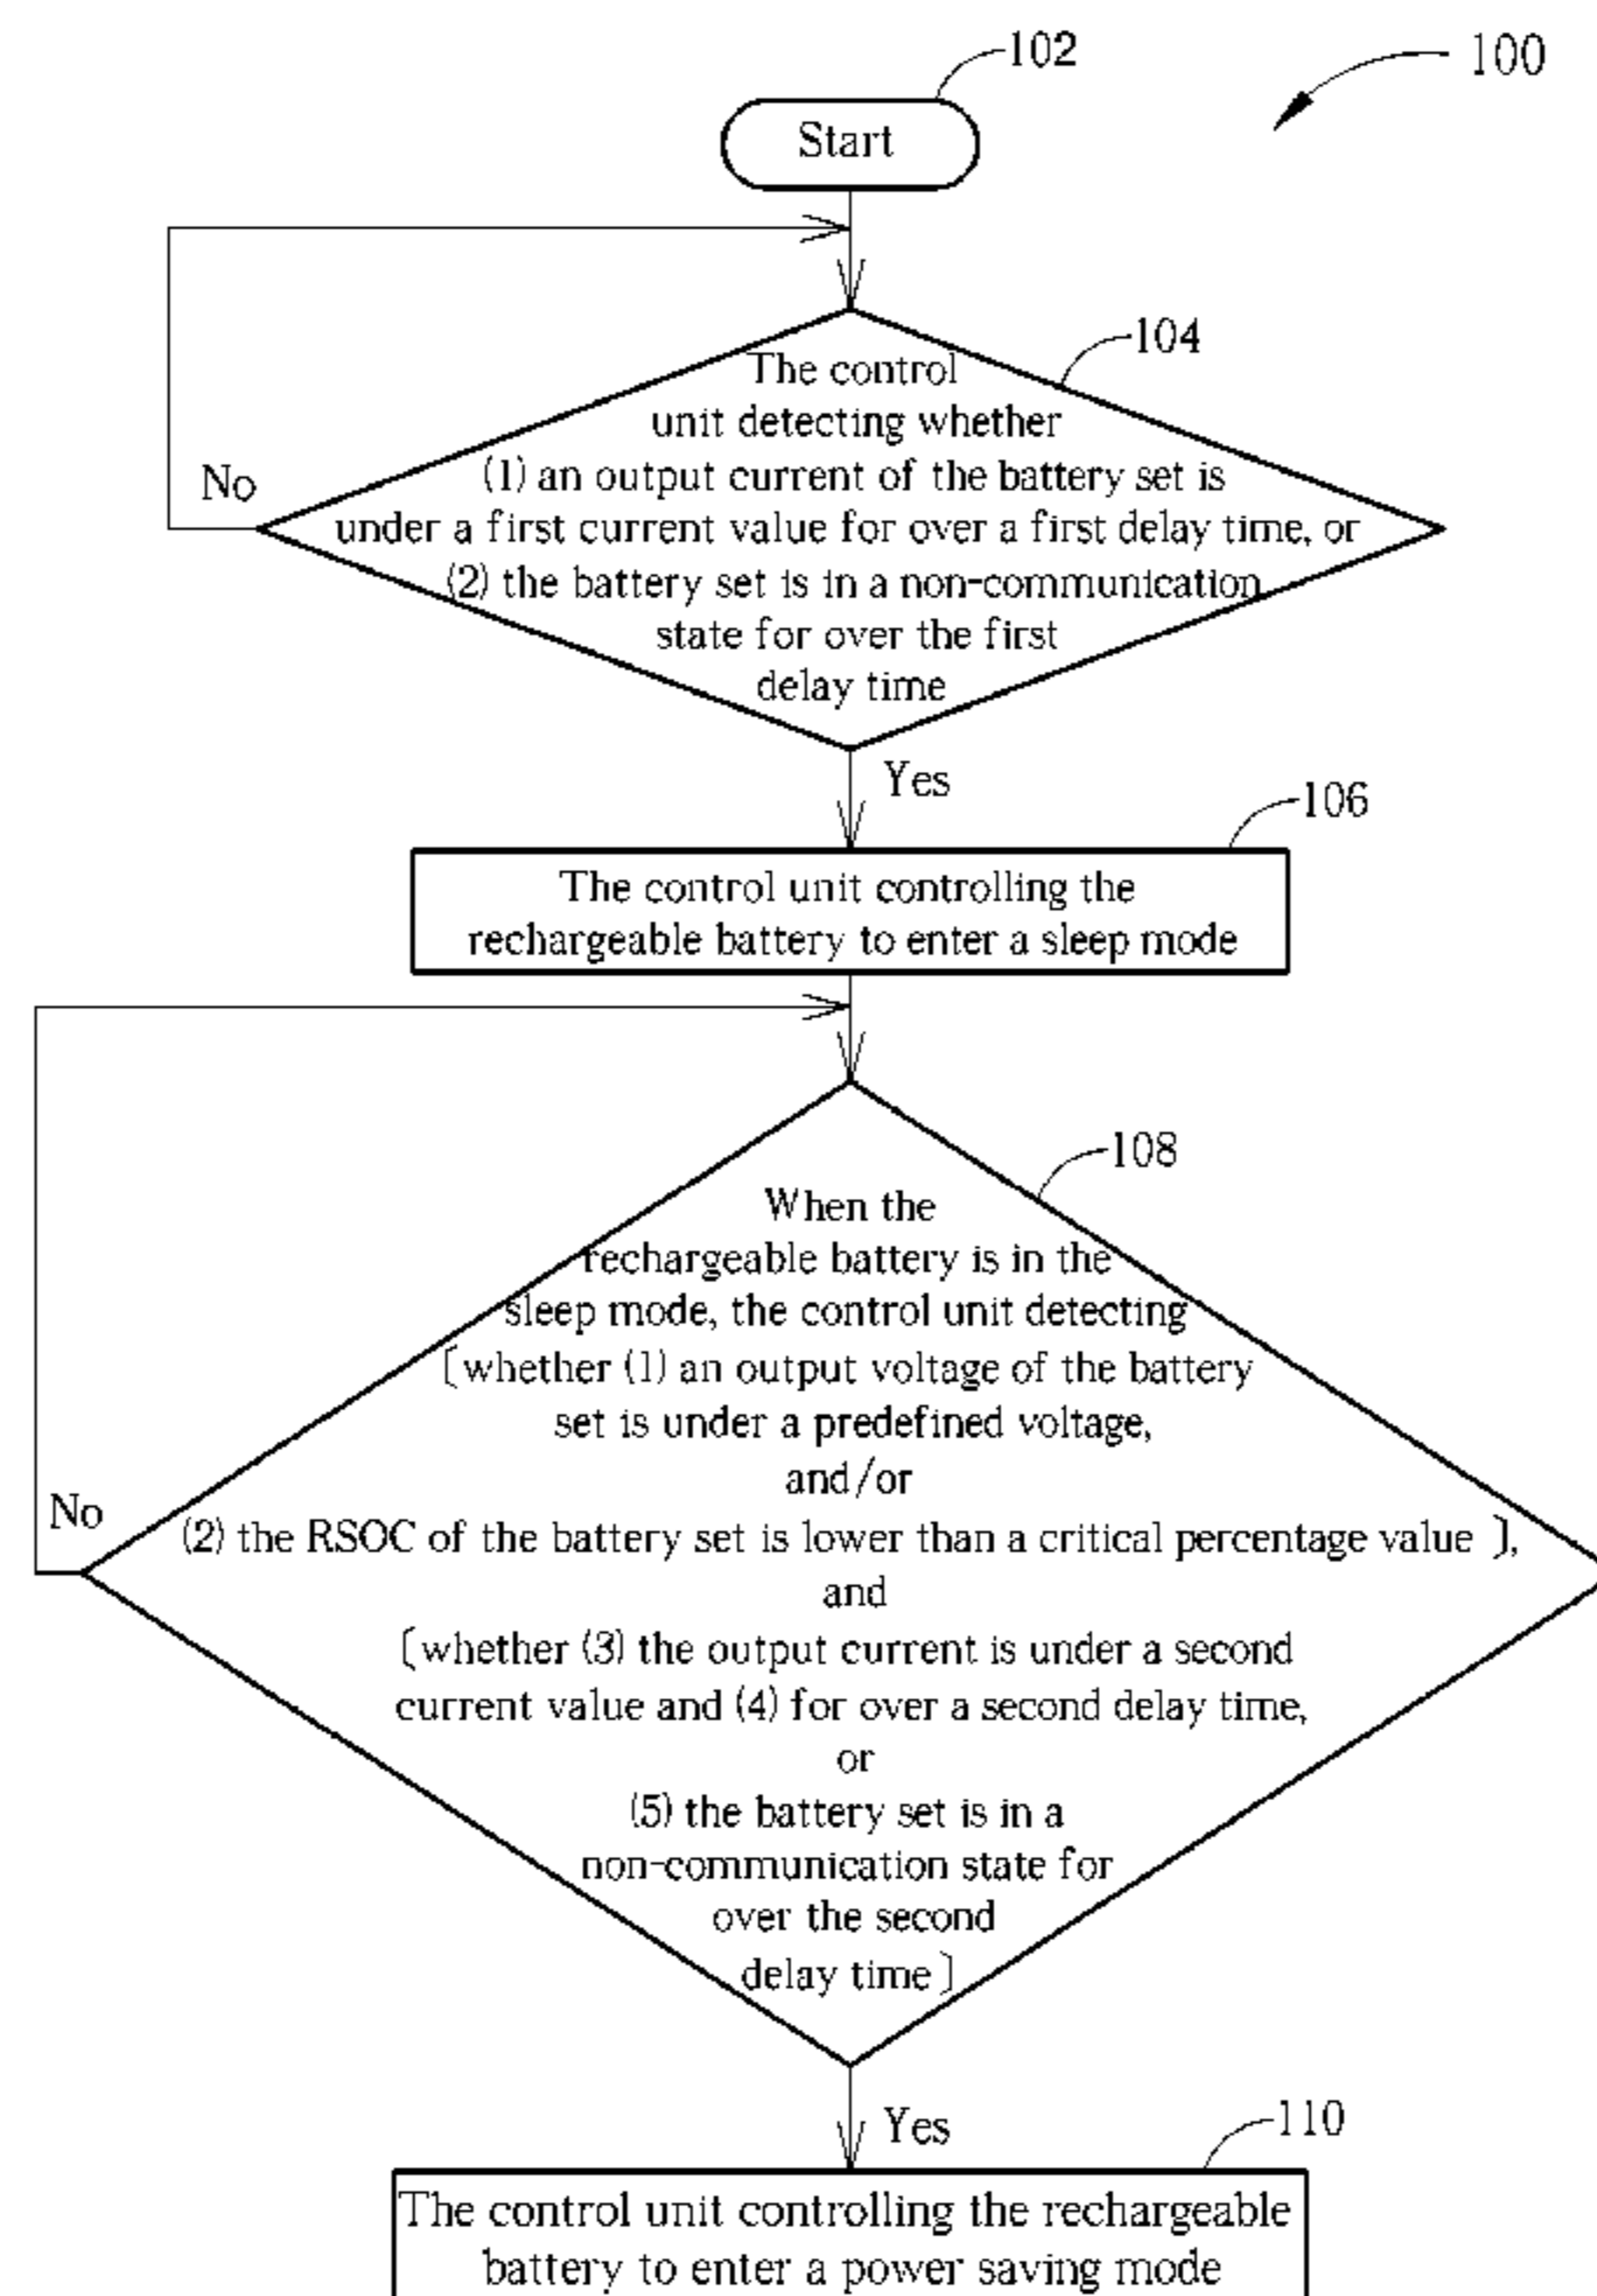 102
100
Start
104
The control
unit detecting whether
(1) an output current of the battery set is
No
under a first current value for over a first delay time, or
(2) the battery set is in a non-communication
state for over the first
delay time
Yes
106
The control unit controlling the
rechargeable battery to enter a sleep mode
108
When the
rechargeable battery is in the
sleep mode, the control unit detecting
[whether (1) an output voltage of the battery
set is under a predefined voltage,
and/or
No
(2) the RSOC of the battery set is lower than a critical percentage value ],
and
[whether (3) the output current is under a second
current value and (4) for over a second delay time,
or
(5) the battery set is in a
non-communication state for
over the second
delay time]
Yes
110
The control unit controlling the rechargeable
battery to enter a power saving mode